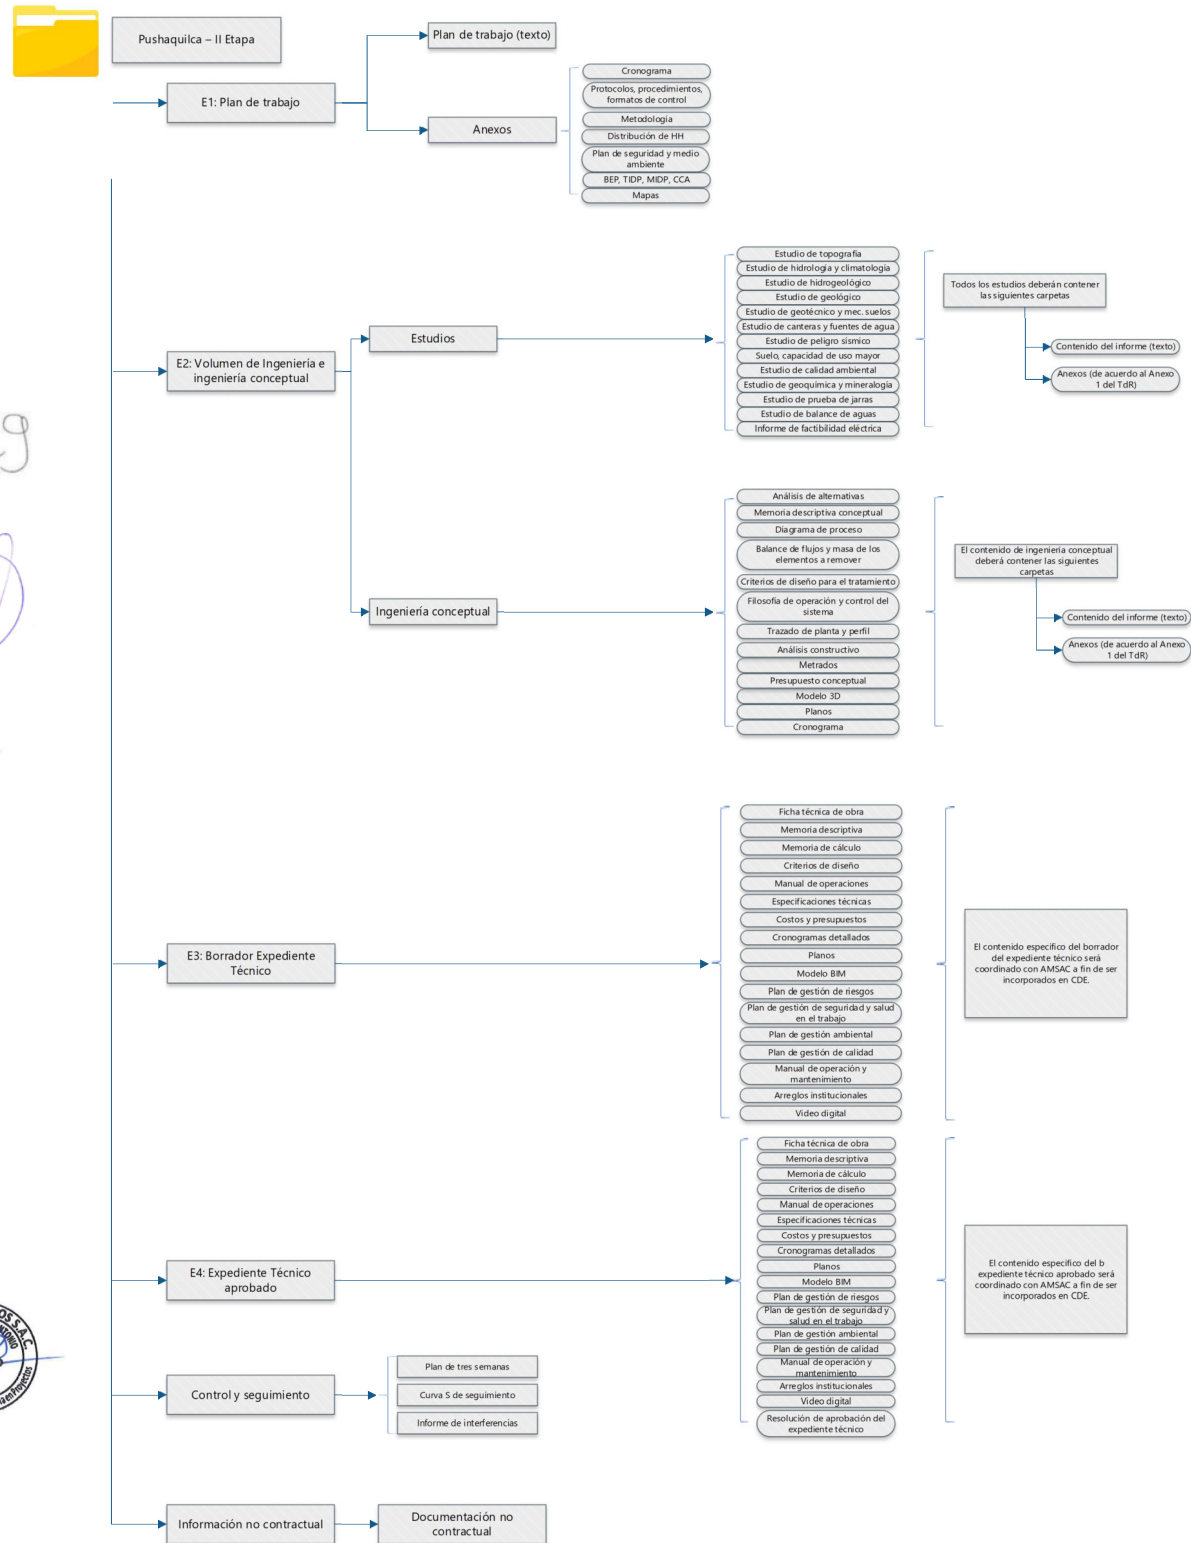 Pushaquilca – II Etapa
Plan de trabajo (texto)
E1: Plan de trabajo
Anexos
Cronograma
Protocolos, procedimientos,
formatos de control
Metodología
Distribución de HH
Plan de seguridad y medio
ambiente
BEP, TIDP, MIDP, CCA
Mapas
E2: Volumen de Ingeniería e
ingeniería conceptual
Estudios
Estudio de topografía
Estudio de hidrología y climatología
Estudio de hidrogeológico
Estudio de geológico
Estudio de geotécnico y mec. suelos
Estudio de canteras y fuentes de agua
Estudio de peligro sísmico
Suelo, capacidad de uso mayor
Estudio de calidad ambiental
Estudio de geoquímica y mineralogía
Estudio de prueba de jarras
Estudio de balance de aguas
Informe de factibilidad eléctrica
Todos los estudios deberán contener
las siguientes carpetas
Contenido del informe (texto)
Anexos (de acuerdo al Anexo
1 del TdR)
Ingeniería conceptual
Análisis de alternativas
Memoria descriptiva conceptual
Diagrama de proceso
Balance de flujos y masa de los
elementos a remover
Criterios de diseño para el tratamiento
Filosofía de operación y control del
sistema
Trazado de planta y perfil
Análisis constructivo
Metrados
Presupuesto conceptual
Modelo 3D
Planos
Cronograma
El contenido de ingeniería conceptual
deberá contener las siguientes
carpetas
Contenido del informe (texto)
Anexos (de acuerdo al Anexo
1 del TdR)
E3: Borrador Expediente
Técnico
Ficha técnica de obra
Memoria descriptiva
Memoria de cálculo
Criterios de diseño
Manual de operaciones
Especificaciones técnicas
Costos y presupuestos
Cronogramas detallados
Planos
Modelo BIM
Plan de gestión de riesgos
Plan de gestión de seguridad y salud
en el trabajo
Plan de gestión ambiental
Plan de gestión de calidad
Manual de operación y
mantenimiento
Arreglos institucionales
Video digital
El contenido específico del borrador
del expediente técnico será
coordinado con AMSAC a fin de ser
incorporados en CDE.
E4: Expediente Técnico
aprobado
Ficha técnica de obra
Memoria descriptiva
Memoria de cálculo
Criterios de diseño
Manual de operaciones
Especificaciones técnicas
Costos y presupuestos
Cronogramas detallados
Planos
Modelo BIM
Plan de gestión de riesgos
Plan de gestión de seguridad y
salud en el trabajo
Plan de gestión ambiental
Plan de gestión de calidad
Manual de operación y
mantenimiento
Arreglos institucionales
Video digital
Resolución de aprobación del
expediente técnico
El contenido específico del b
expediente técnico aprobado será
coordinado con AMSAC a fin de ser
incorporados en CDE.
Control y seguimiento
Plan de tres semanas
Curva S de seguimiento
Informe de interferencias
Información no contractual
Documentación no
contractual
S.A.C.